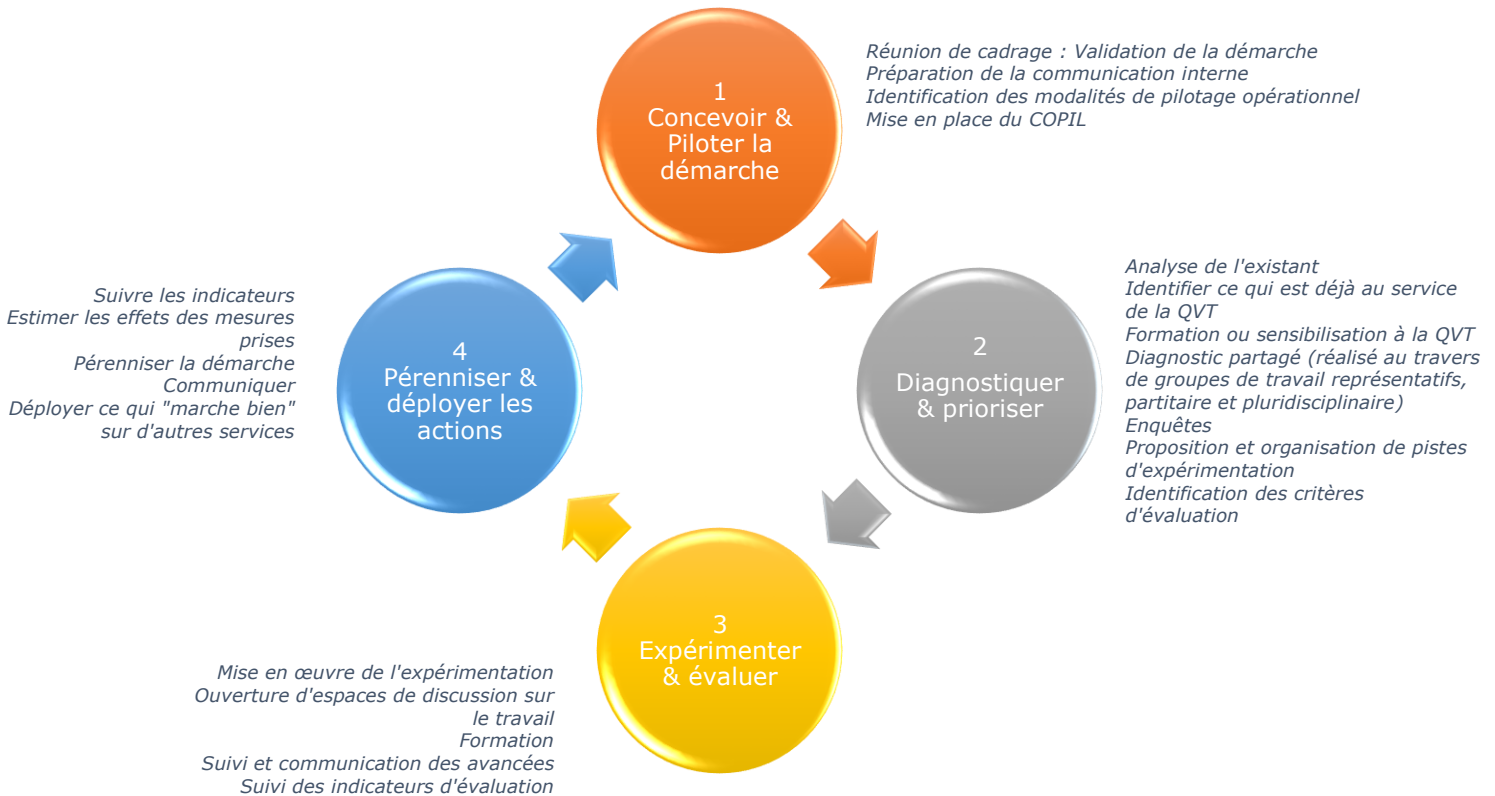 1
Concevoir &
Piloter la
démarche
Réunion de cadrage : Validation de la démarche
Préparation de la communication interne
Identification des modalités de pilotage opérationnel
Mise en place du COPIL
2
Diagnostiquer
& prioriser
Analyse de l'existant
Identifier ce qui est déjà au service
de la QVT
Formation ou sensibilisation à la QVT
Diagnostic partagé (réalisé au travers
de groupes de travail représentatifs,
partitaire et pluridisciplinaire)
Enquêtes
Proposition et organisation de pistes
d'expérimentation
Identification des critères
d'évaluation
3
Expérimenter
& évaluer
Mise en œuvre de l'expérimentation
Ouverture d'espaces de discussion sur
le travail
Formation
Suivi et communication des avancées
Suivi des indicateurs d'évaluation
4
Pérenniser &
déployer les
actions
Suivre les indicateurs
Estimer les effets des mesures
prises
Pérenniser la démarche
Communiquer
Déployer ce qui "marche bien"
sur d'autres services